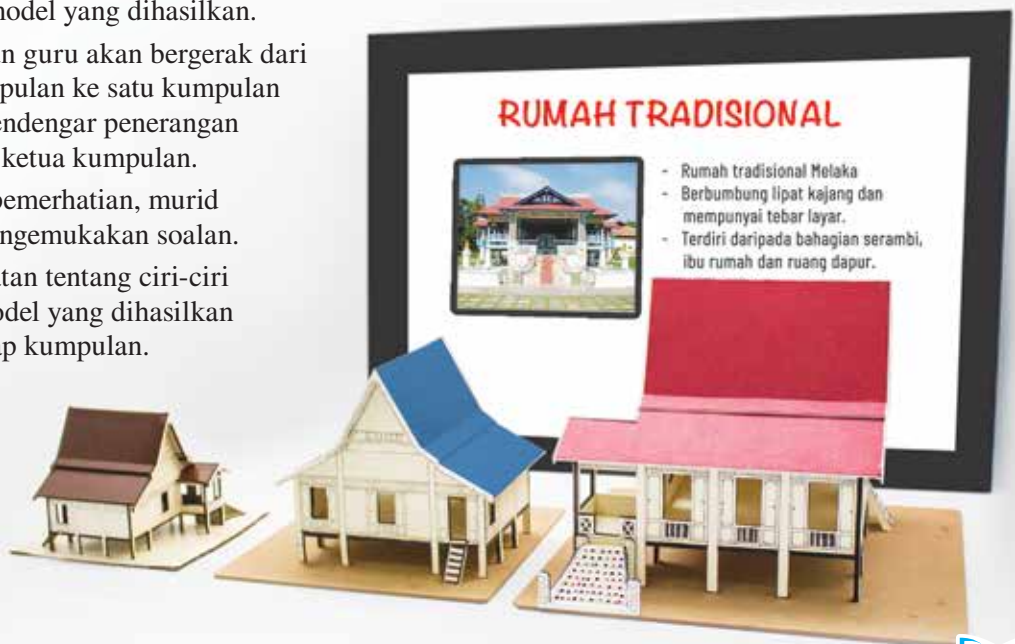 model yang dihasilkan.
n guru akan bergerak dari
pulan ke satu kumpulan
endengar penerangan
ketua kumpulan.
pemerhatian, murid
ngemukakan soalan.
tan tentang ciri-ciri
odel yang dihasilkan
ap kumpulan.
RUMAH TRADISIONAL
- Rumah tradisional Melaka
- Berbumbung lipat kajang dan
mempunyai tebar layar.
- Terdiri daripada bahagian serambi,
ibu rumah dan ruang dapur.